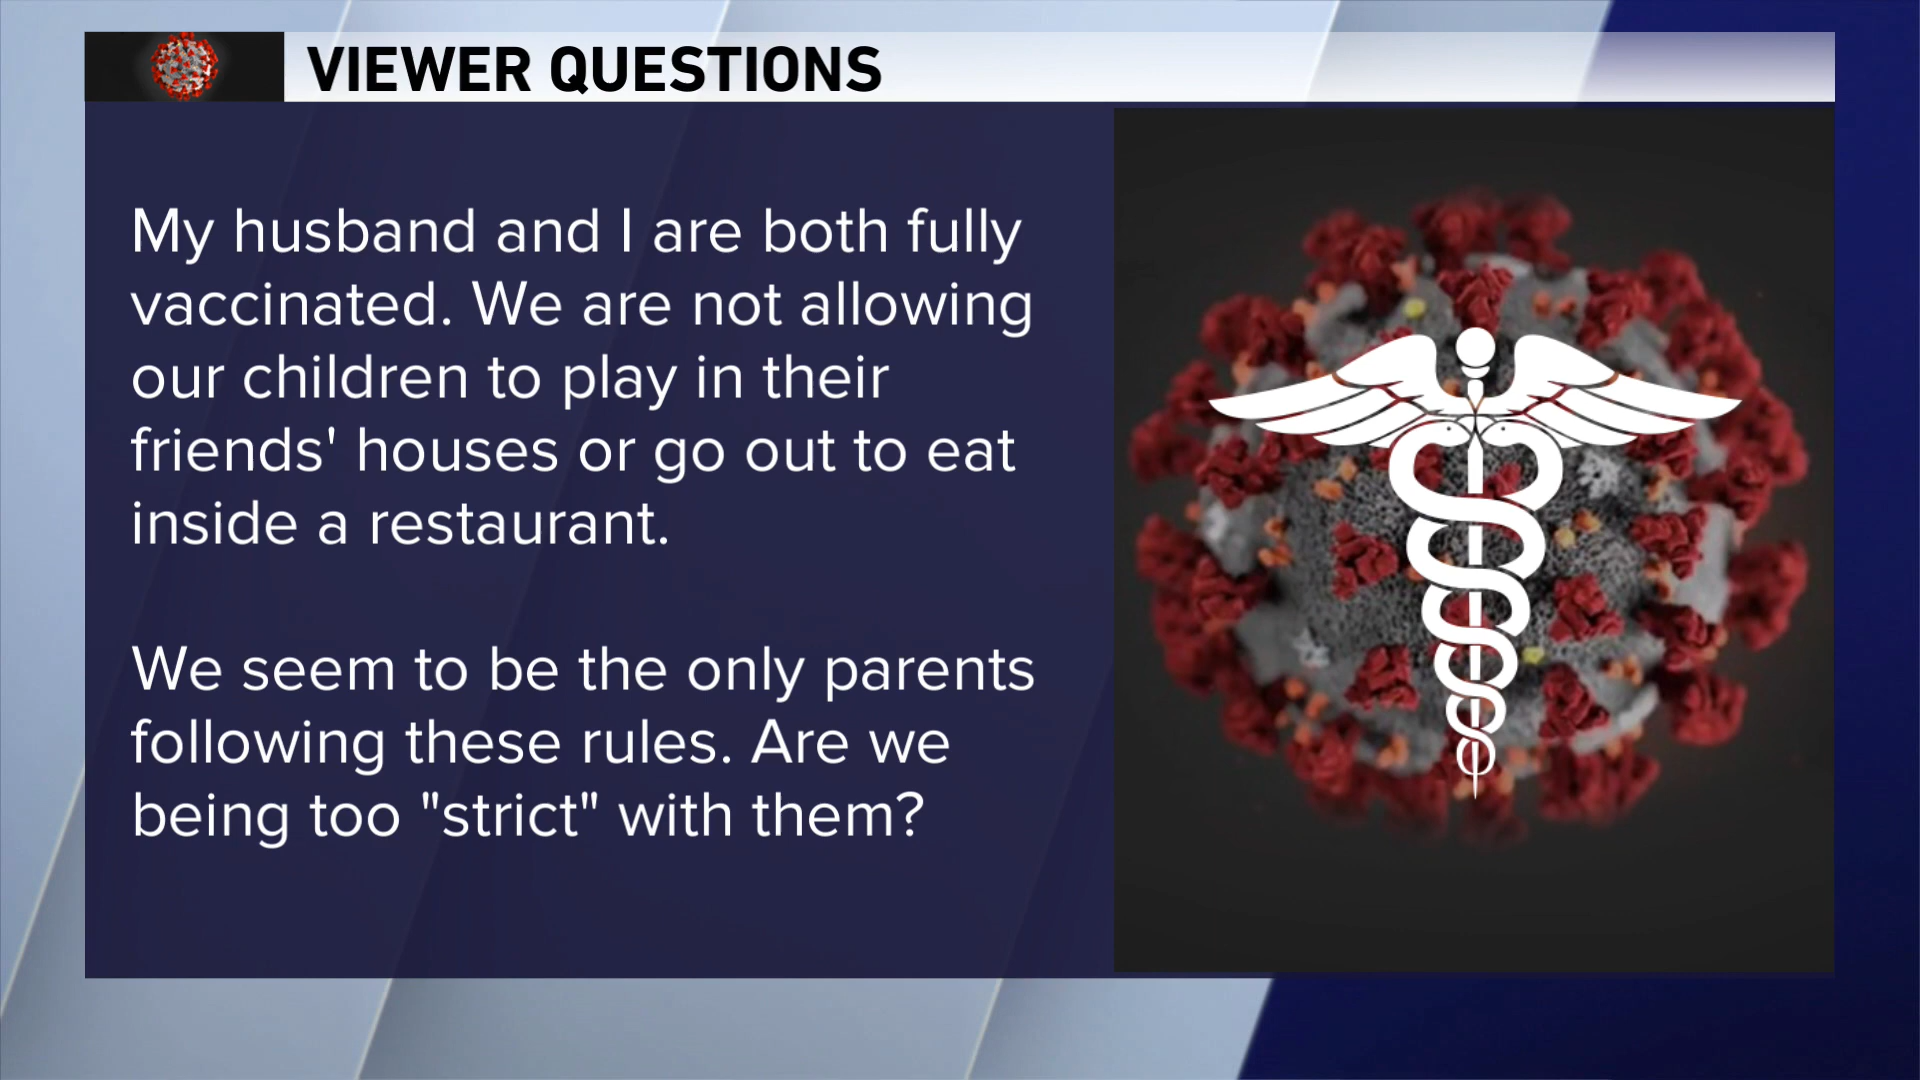 VIEWER QUESTIONS
My husband and I are both fully
vaccinated. We are not allowing
our children to play in their
friends' houses or go out to eat
inside a restaurant.
We seem to be the only parents
following these rules. Are we
being too "strict" with them?